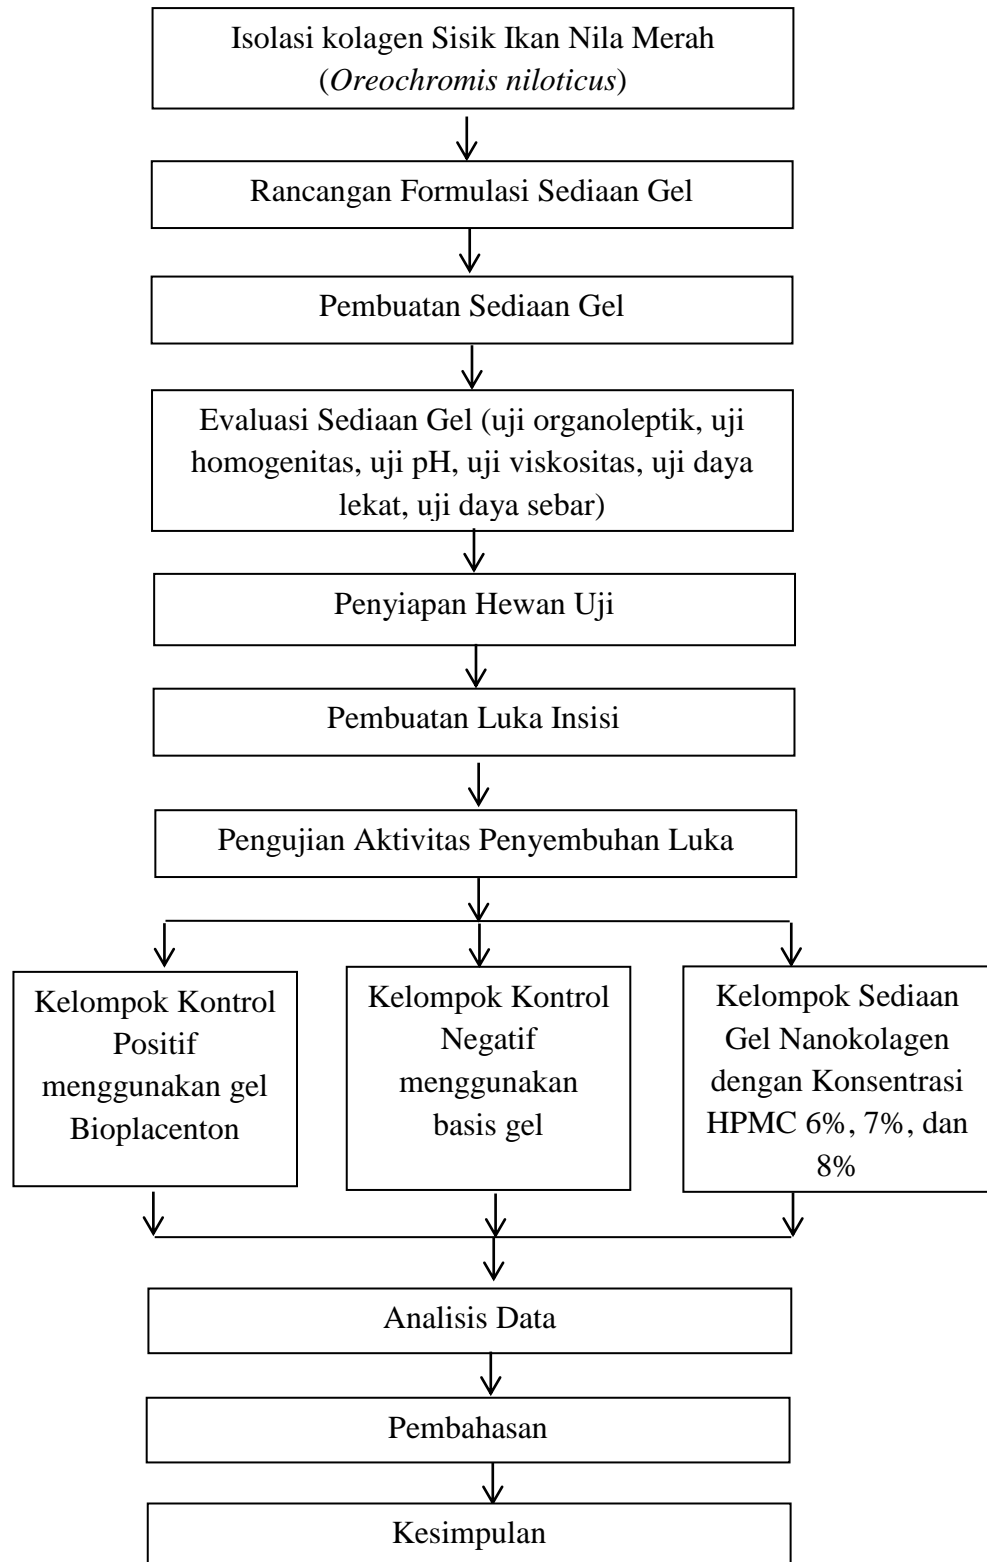 Isolasi kolagen Sisik Ikan Nila Merah
(Oreochromis niloticus)
Rancangan Formulasi Sediaan Gel
Pembuatan Sediaan Gel
Evaluasi Sediaan Gel (uji organoleptik, uji
homogenitas, uji pH, uji viskositas, uji daya
lekat, uji daya sebar)
Penyiapan Hewan Uji
Pembuatan Luka Insisi
Pengujian Aktivitas Penyembuhan Luka
Kelompok Kontrol
Positif
menggunakan gel
Bioplacenton
Kelompok Kontrol
Negatif
menggunakan
basis gel
Kelompok Sediaan
Gel Nanokolagen
dengan Konsentrasi
HPMC 6%, 7%, dan
8%
Analisis Data
Pembahasan
Kesimpulan